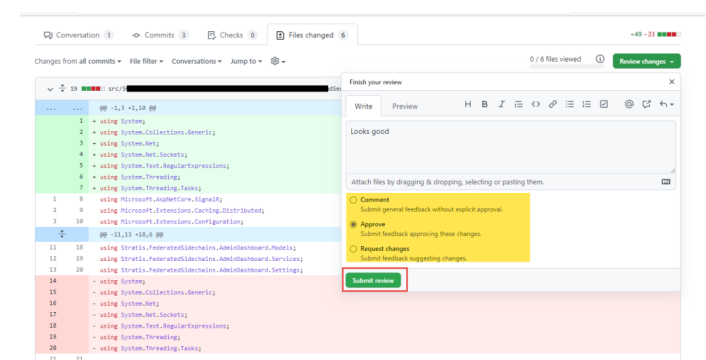 Conversation 1 Commits 3 Checks 0 Files changed 6 +49 −33
Changes from all commits File filter Conversations Jump to 0 / 6 files viewed Review changes
19 src/S dSe
Finish your review
Write Preview H B I
Looks good
Attach files by dragging & dropping, selecting or pasting them.
Comment
Submit general feedback without explicit approval.
Approve
Submit feedback approving these changes.
Request changes
Submit feedback suggesting changes.
Submit review
... ... @@ -1,3 +1,10 @@
1 + using System;
2 + using System.Collections.Generic;
3 + using System.Net;
4 + using System.Net.Sockets;
5 + using System.Text.RegularExpressions;
6 + using System.Threading;
7 + using System.Threading.Tasks;
1 8 using Microsoft.AspNetCore.SignalR;
2 9 using Microsoft.Extensions.Caching.Distributed;
3 10 using Microsoft.Extensions.Configuration;
@@ -11,13 +18,6 @@
11 18 using Stratis.FederatedSidechains.AdminDashboard.Models;
12 19 using Stratis.FederatedSidechains.AdminDashboard.Services;
13 20 using Stratis.FederatedSidechains.AdminDashboard.Settings;
14 - using System;
15 - using System.Collections.Generic;
16 - using System.Net;
17 - using System.Net.Sockets;
18 - using System.Text.RegularExpressions;
19 - using System.Threading;
20 - using System.Threading.Tasks;
21 21